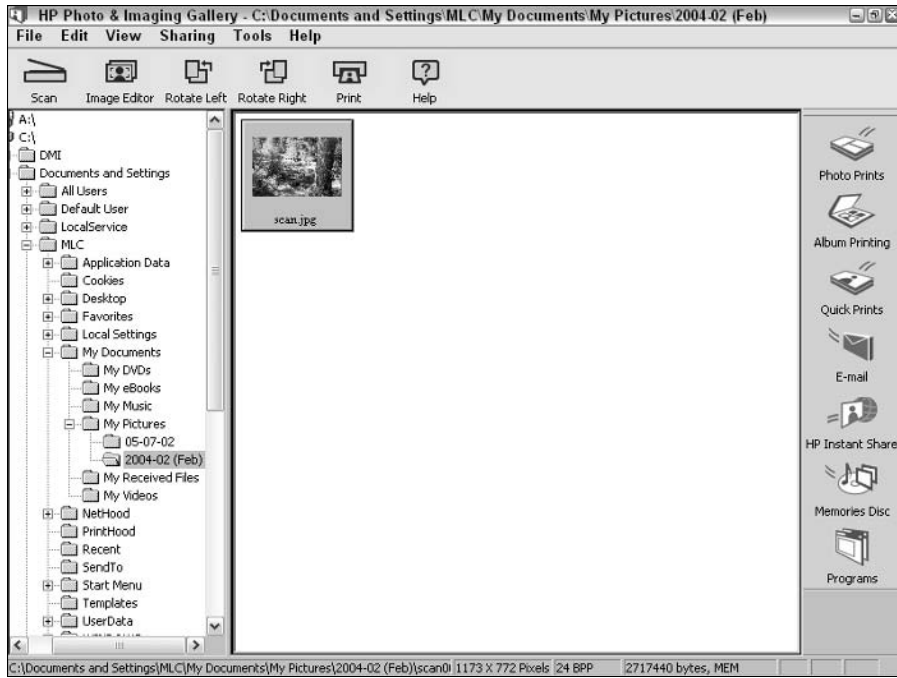 HP Photo & Imaging Gallery - C:\Documents and Settings\MLC\My Documents\My Pictures\2004-02 (Feb)
File Edit View Sharing Tools Help
Scan Image Editor Rotate Left Rotate Right Print Help
A:\
C:\
DMI
Documents and Settings
All Users
Default User
LocalService
MLC
Application Data
Cookies
Desktop
Favorites
Local Settings
My Documents
My DVDs
My eBooks
My Music
My Pictures
05-07-02
2004-02 (Feb)
My Received Files
My Videos
NetHood
PrintHood
Recent
SendTo
Start Menu
Templates
UserData
scan.jpg
Photo Prints
Album Printing
Quick Prints
E-mail
HP Instant Share
Memories Disc
Programs
C:\Documents and Settings\MLC\My Documents\My Pictures\2004-02 (Feb)\scan0 1173 X 772 Pixels 24 BPP 2717440 bytes, MEM